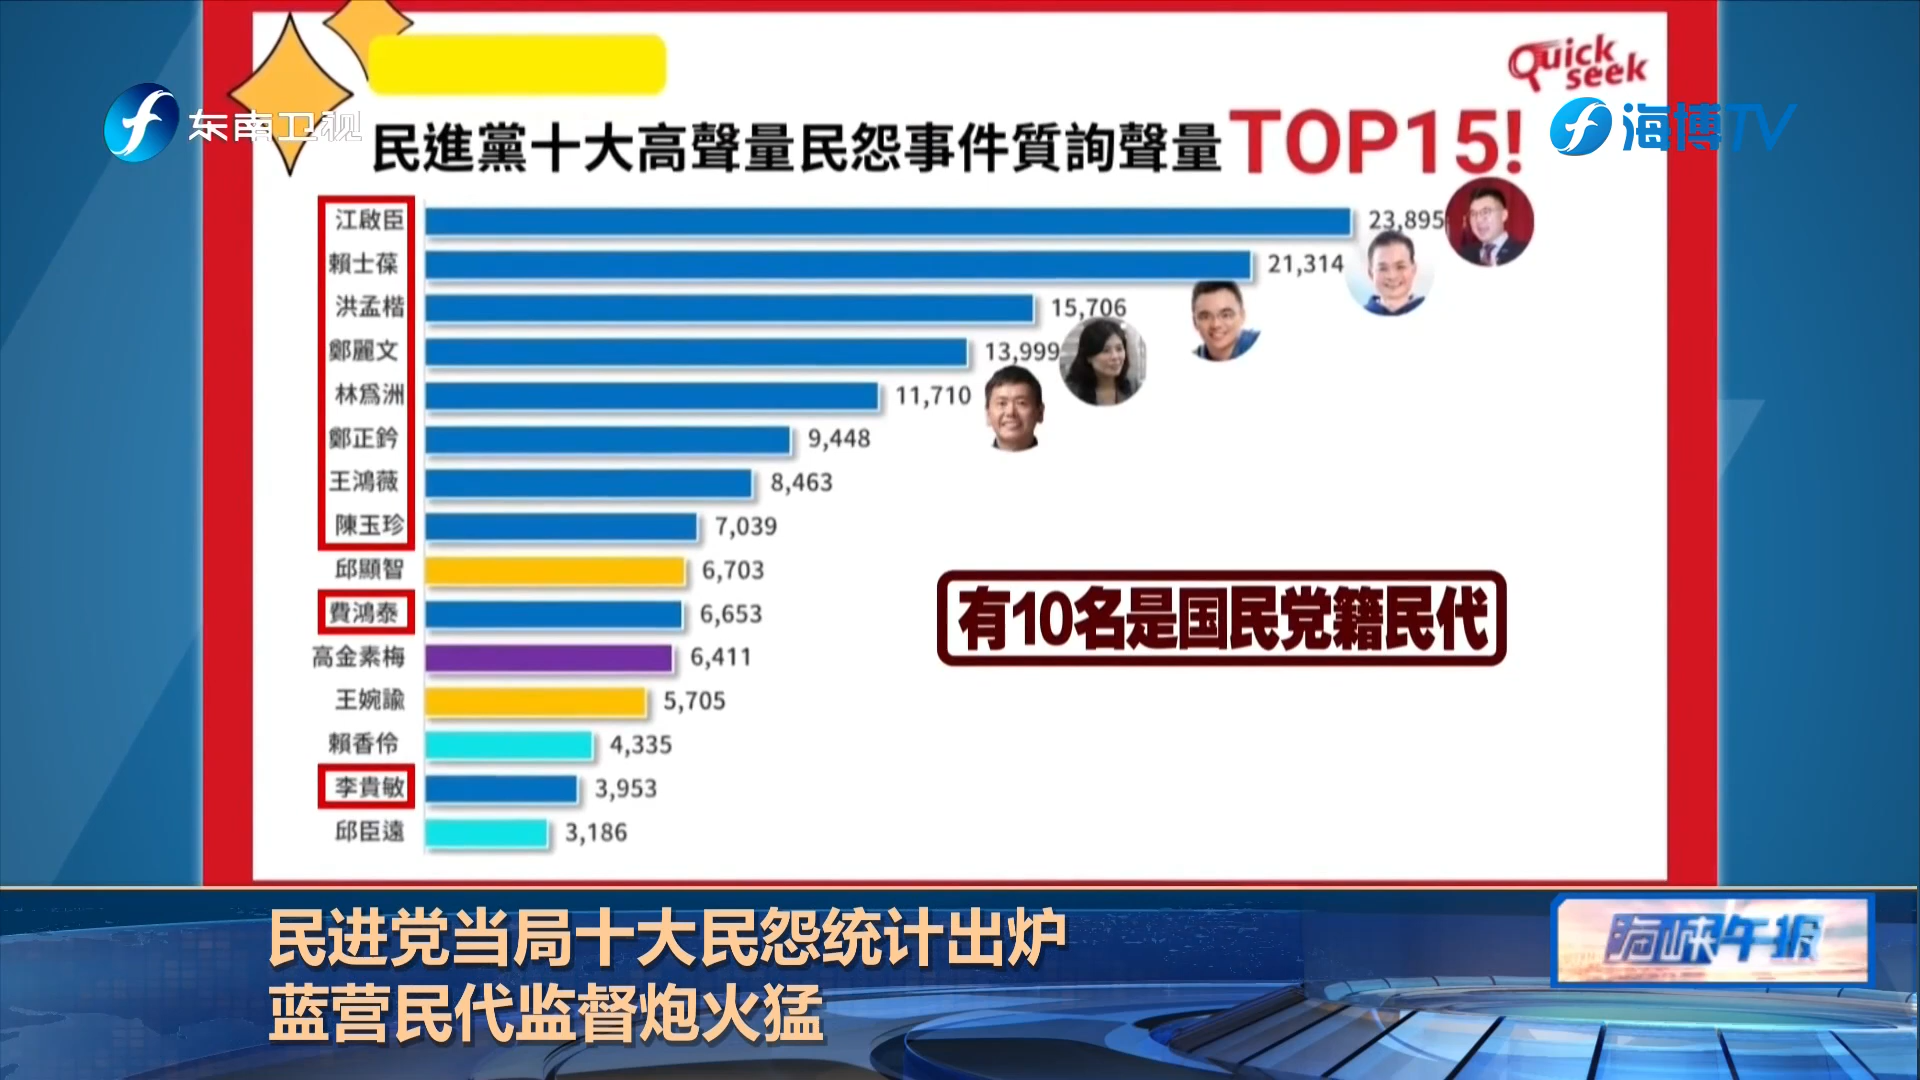 Quick seek
东南卫视
海博TV
民進黨十大高聲量民怨事件質詢聲量TOP15!
江啟臣 23,895
賴士葆 21,314
洪孟楷 15,706
鄭麗文 13,999
林爲洲 11,710
鄭正鈐 9,448
王鴻薇 8,463
陳玉珍 7,039
邱顯智 6,703
費鴻泰 6,653
高金素梅 6,411
王婉諭 5,705
賴香伶 4,335
李貴敏 3,953
邱臣遠 3,186
有10名是国民党籍民代
民进党当局十大民怨统计出炉
蓝营民代监督炮火猛
海峡午报